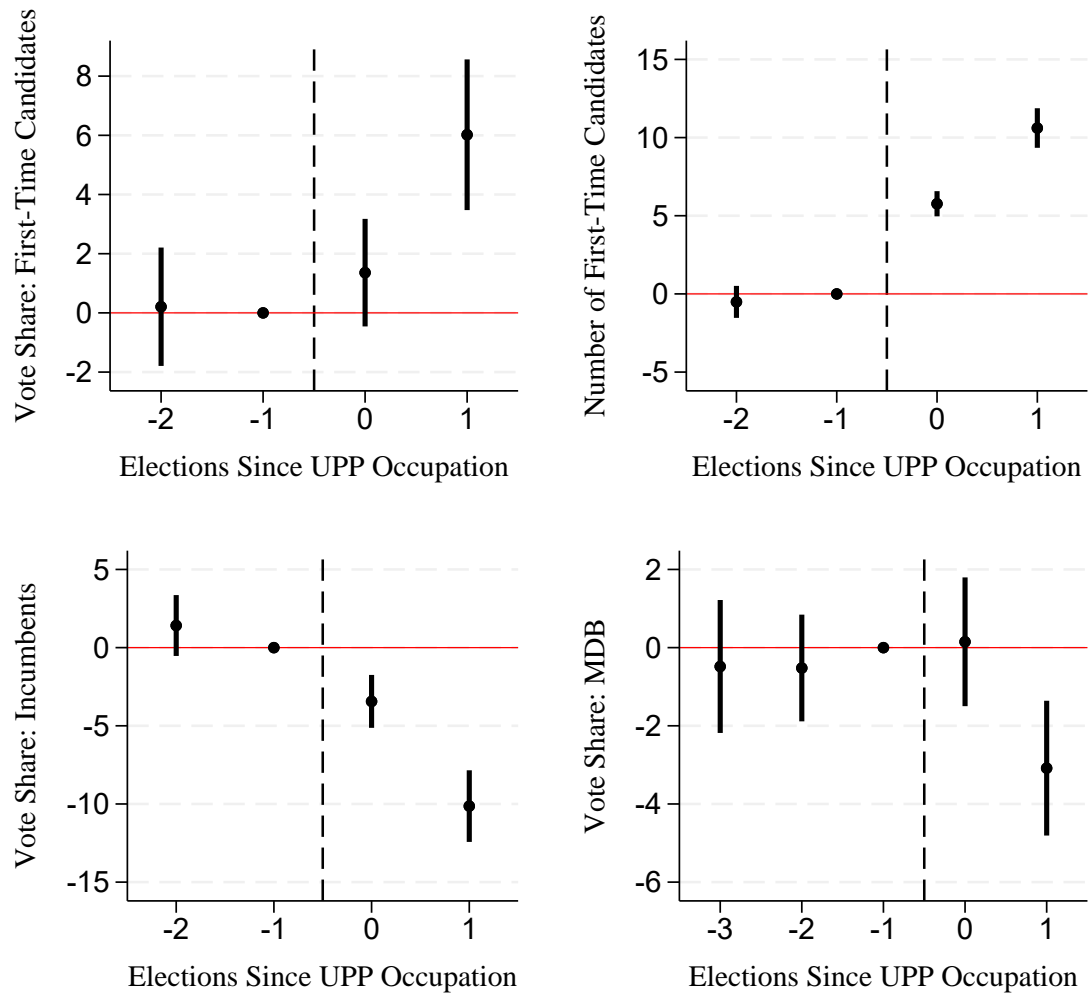 Vote Share: First-Time Candidates
8
6
4
2
0
-2
-2 -1 0 1
Elections Since UPP Occupation
Number of First-Time Candidates
15
10
5
0
-5
-2 -1 0 1
Elections Since UPP Occupation
Vote Share: Incumbents
5
0
-5
-10
-15
-2 -1 0 1
Elections Since UPP Occupation
Vote Share: MDB
2
0
-2
-4
-6
-3 -2 -1 0 1
Elections Since UPP Occupation